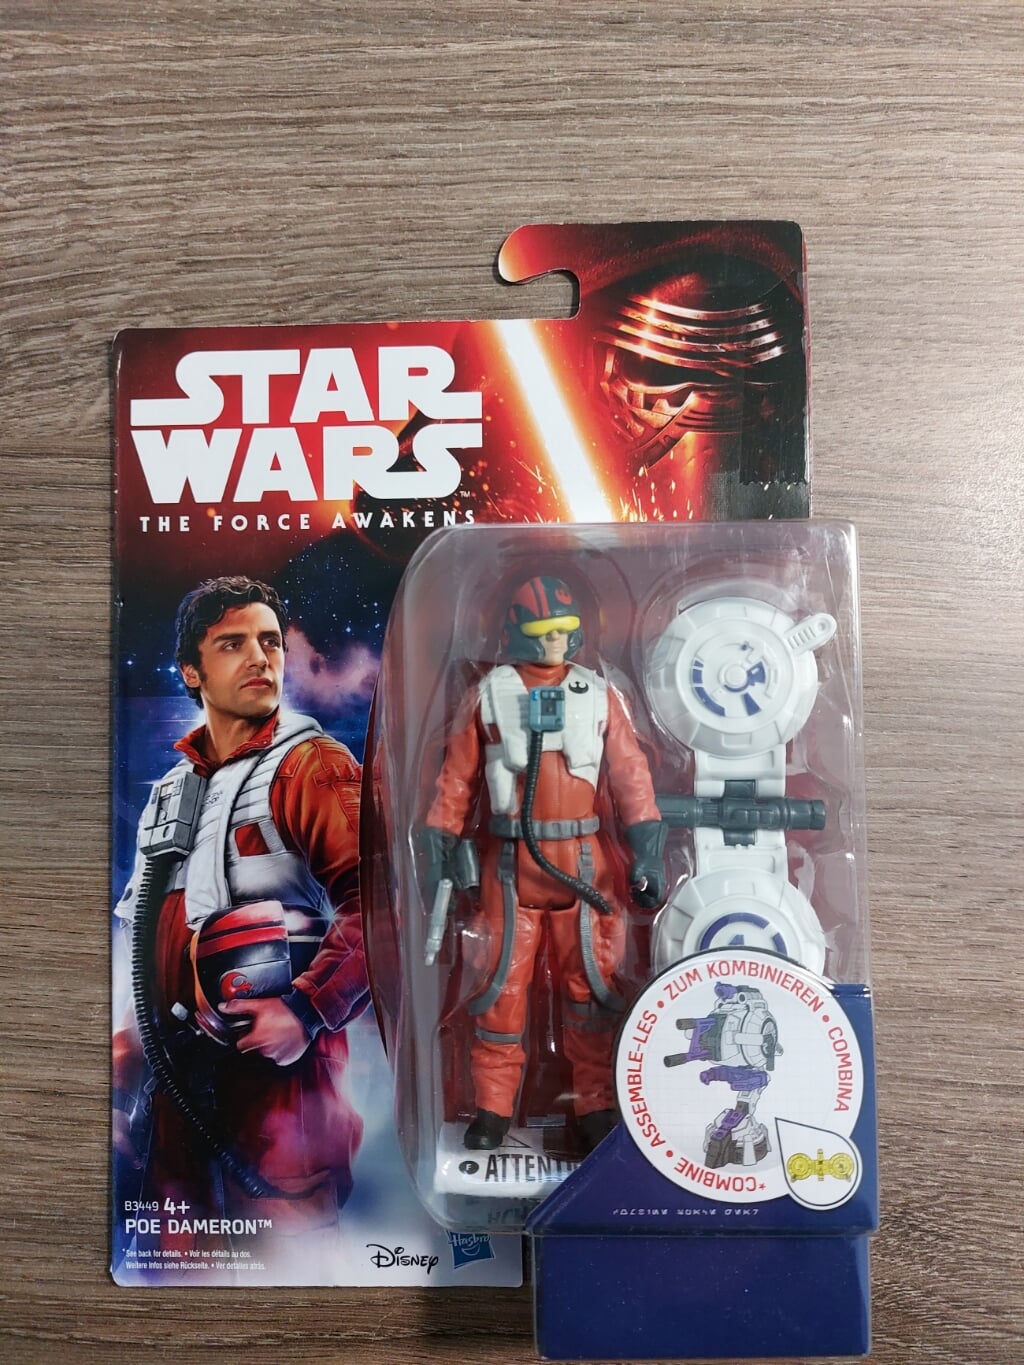 STAR
WARS™
THE FORCE AWAKENS
ZUM KOMBINIEREN • COMBINA
*COMBINE • ASSEMBLE-LES •
F ATTENTI
B3449 4+
POE DAMERON™
*See back for details. • Voir les détails au dos.
Weitere Infos siehe Rückseite. • Ver detalles atrás.
Disney
Hasbro